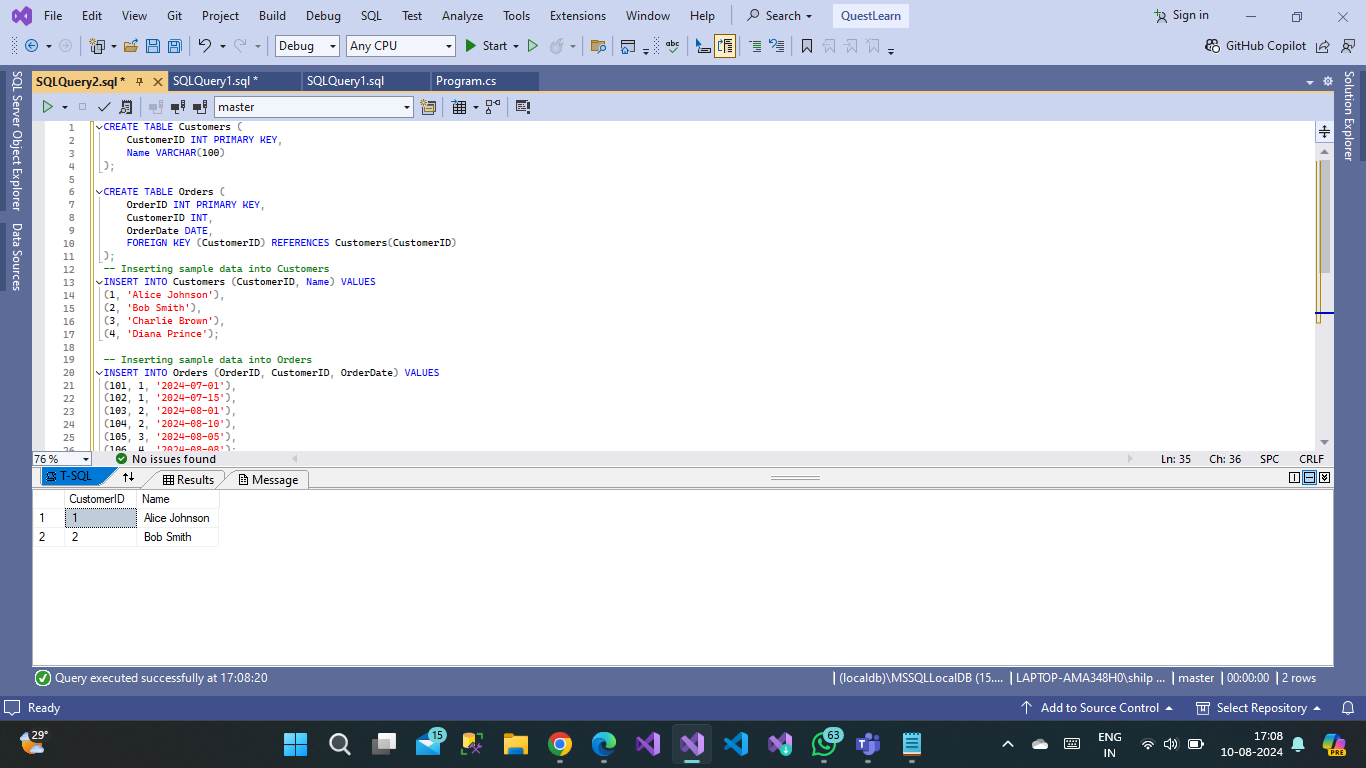 File Edit View Git Project Build Debug SQL Test Analyze Tools Extensions Window Help Search QuestLearn Sign in
Debug Any CPU Start GitHub Copilot
SQL Server Object Explorer
Data Sources
Solution Explorer
SQLQuery2.sql * SQLQuery1.sql * SQLQuery1.sql Program.cs
master
1 CREATE TABLE Customers (
2 CustomerID INT PRIMARY KEY,
3 Name VARCHAR(100)
4 );
5
6 CREATE TABLE Orders (
7 OrderID INT PRIMARY KEY,
8 CustomerID INT,
9 OrderDate DATE,
10 FOREIGN KEY (CustomerID) REFERENCES Customers(CustomerID)
11 );
12 -- Inserting sample data into Customers
13 INSERT INTO Customers (CustomerID, Name) VALUES
14 (1, 'Alice Johnson'),
15 (2, 'Bob Smith'),
16 (3, 'Charlie Brown'),
17 (4, 'Diana Prince');
18
19 -- Inserting sample data into Orders
20 INSERT INTO Orders (OrderID, CustomerID, OrderDate) VALUES
21 (101, 1, '2024-07-01'),
22 (102, 1, '2024-07-15'),
23 (103, 2, '2024-08-01'),
24 (104, 2, '2024-08-10'),
25 (105, 3, '2024-08-05'),
26 (106, 4, '2024-08-08');
76 % No issues found Ln: 35 Ch: 36 SPC CRLF
T-SQL Results Message
CustomerID Name
1 1 Alice Johnson
2 2 Bob Smith
Query executed successfully at 17:08:20 (localdb)\MSSQLLocalDB (15.... LAPTOP-AMA348H0\shilp ... master 00:00:00 2 rows
Ready Add to Source Control Select Repository
29° 15 63 ENG 17:08
IN 10-08-2024 PRE